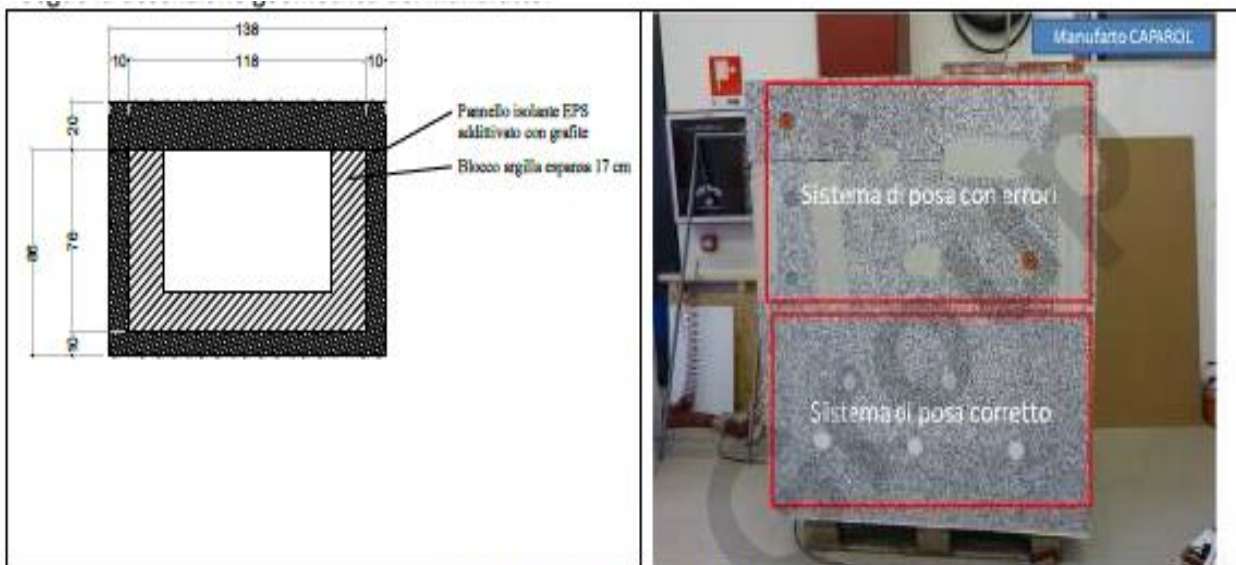 138
10 118 10
20
Pannello isolante EPS
addittivato con grafite
Blocco argilla espansa 17 cm
86
76
10
Manufatto CAPAROL
Sistema di posa con errori
Sistema di posa corretto